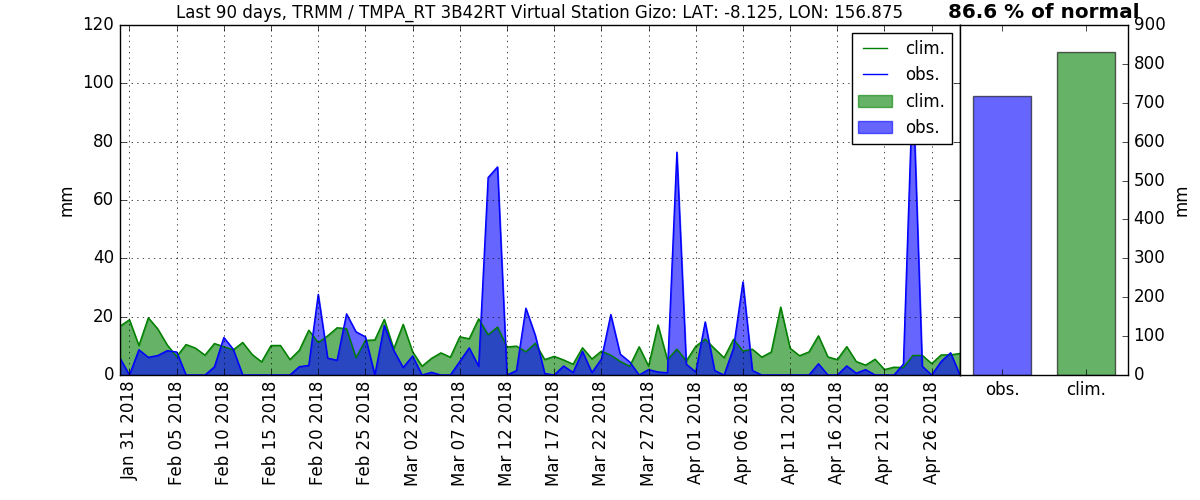 Last 90 days, TRMM / TMPA_RT 3B42RT Virtual Station Gizo: LAT: -8.125, LON: 156.875
86.6 % of normal
120
100
80
60
40
20
0
mm
clim.
obs.
clim.
obs.
900
800
700
600
500
400
300
200
100
0
mm
Jan 31 2018
Feb 05 2018
Feb 10 2018
Feb 15 2018
Feb 20 2018
Feb 25 2018
Mar 02 2018
Mar 07 2018
Mar 12 2018
Mar 17 2018
Mar 22 2018
Mar 27 2018
Apr 01 2018
Apr 06 2018
Apr 11 2018
Apr 16 2018
Apr 21 2018
Apr 26 2018
obs.
clim.